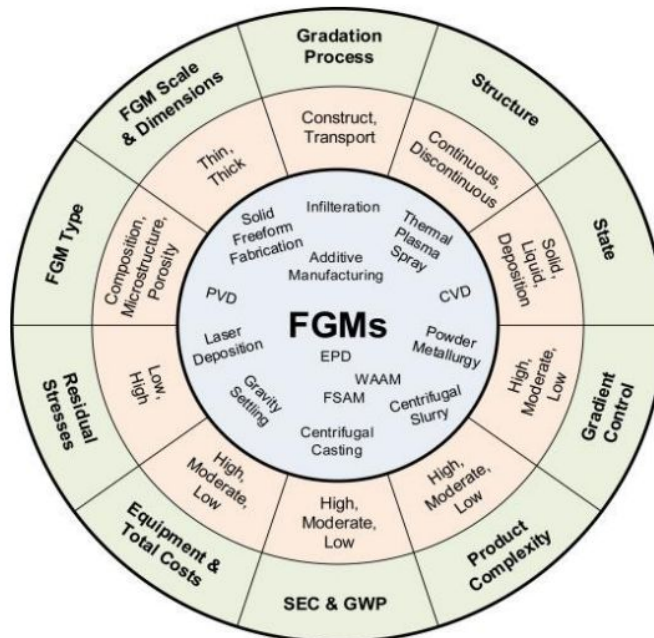 Gradation
Process
Structure
State
Gradient
Control
Product
Complexity
SEC & GWP
Equipment &
Total Costs
Residual
Stresses
FGM Type
FGM Scale
& Dimensions
Construct,
Transport
Continuous,
Discontinuous
Solid,
Liquid,
Deposition
High,
Moderate,
Low
High,
Moderate,
Low
High,
Moderate,
Low
High,
Moderate,
Low
Low,
High
Composition,
Microstructure,
Porosity
Thin,
Thick
Infilteration
Solid
Freeform
Fabrication
Thermal
Plasma
Spray
Additive
Manufacturing
PVD
CVD
FGMs
Laser
Deposition
Powder
Metallurgy
EPD
WAAM
FSAM
Gravity
Settling
Centrifugal
Slurry
Centrifugal
Casting